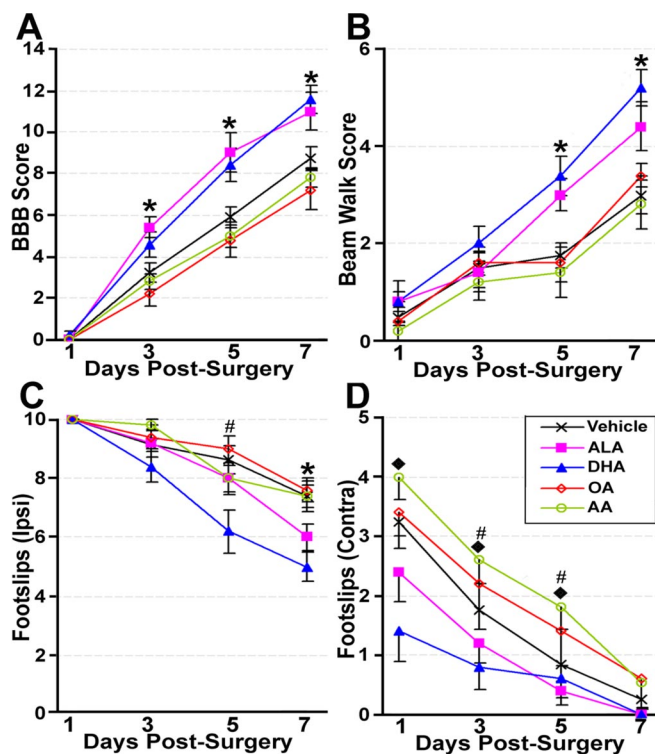 A
14
12
10
8
6
4
2
0
BBB Score
*
*
*
1 3 5 7
Days Post-Surgery
B
6
4
2
0
Beam Walk Score
*
*
1 3 5 7
Days Post-Surgery
C
10
8
6
4
2
0
Footslips (Ipsi)
#
*
1 3 5 7
Days Post-Surgery
D
5
4
3
2
1
0
Footslips (Contra)
#
#
Vehicle
ALA
DHA
OA
AA
1 3 5 7
Days Post-Surgery